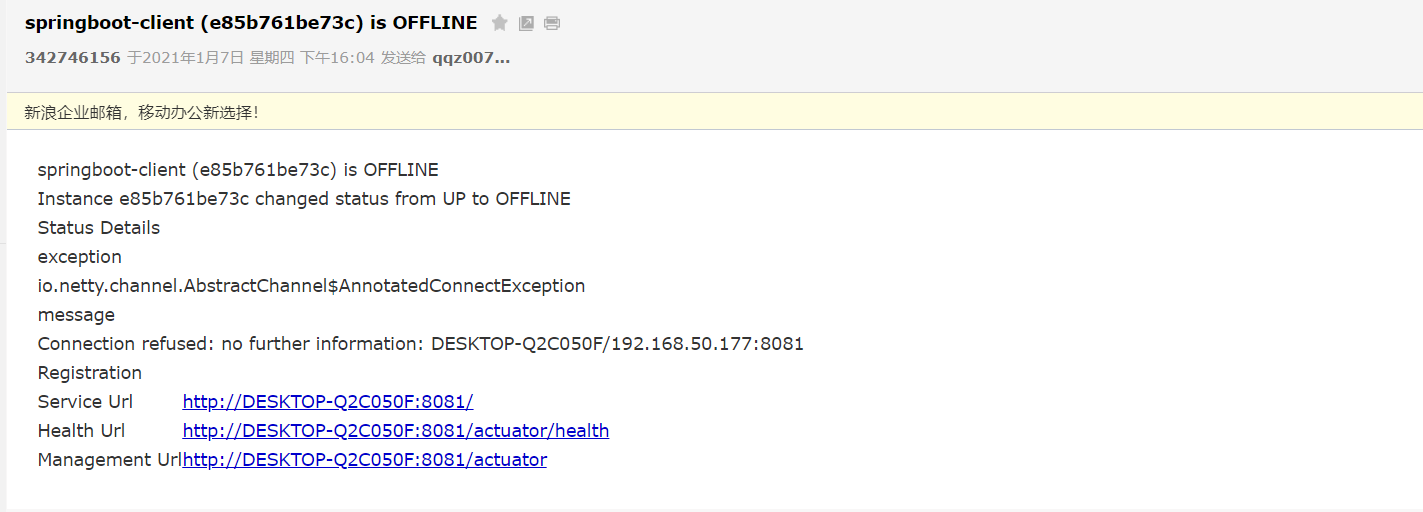 springboot-client (e85b761be73c) is OFFLINE
342746156 于2021年1月7日 星期四 下午16:04 发送给 qqz007...
新浪企业邮箱，移动办公新选择！
springboot-client (e85b761be73c) is OFFLINE
Instance e85b761be73c changed status from UP to OFFLINE
Status Details
exception
io.netty.channel.AbstractChannel$AnnotatedConnectException
message
Connection refused: no further information: DESKTOP-Q2C050F/192.168.50.177:8081
Registration
Service Url http://DESKTOP-Q2C050F:8081/
Health Url http://DESKTOP-Q2C050F:8081/actuator/health
Management Urlhttp://DESKTOP-Q2C050F:8081/actuator